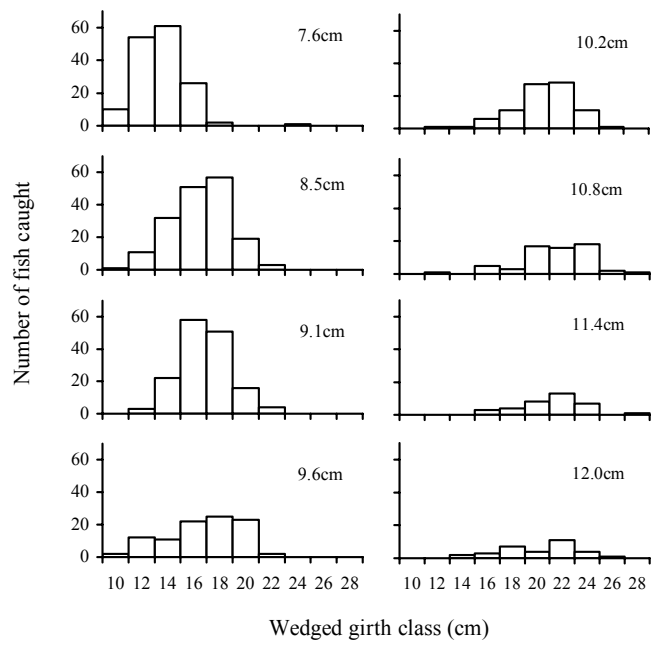 Number of fish caught
60
40
20
0
7.6cm
10.2cm
60
40
20
0
8.5cm
10.8cm
60
40
20
0
9.1cm
11.4cm
60
40
20
0
9.6cm
12.0cm
10 12 14 16 18 20 22 24 26 28
10 12 14 16 18 20 22 24 26 28
Wedged girth class (cm)